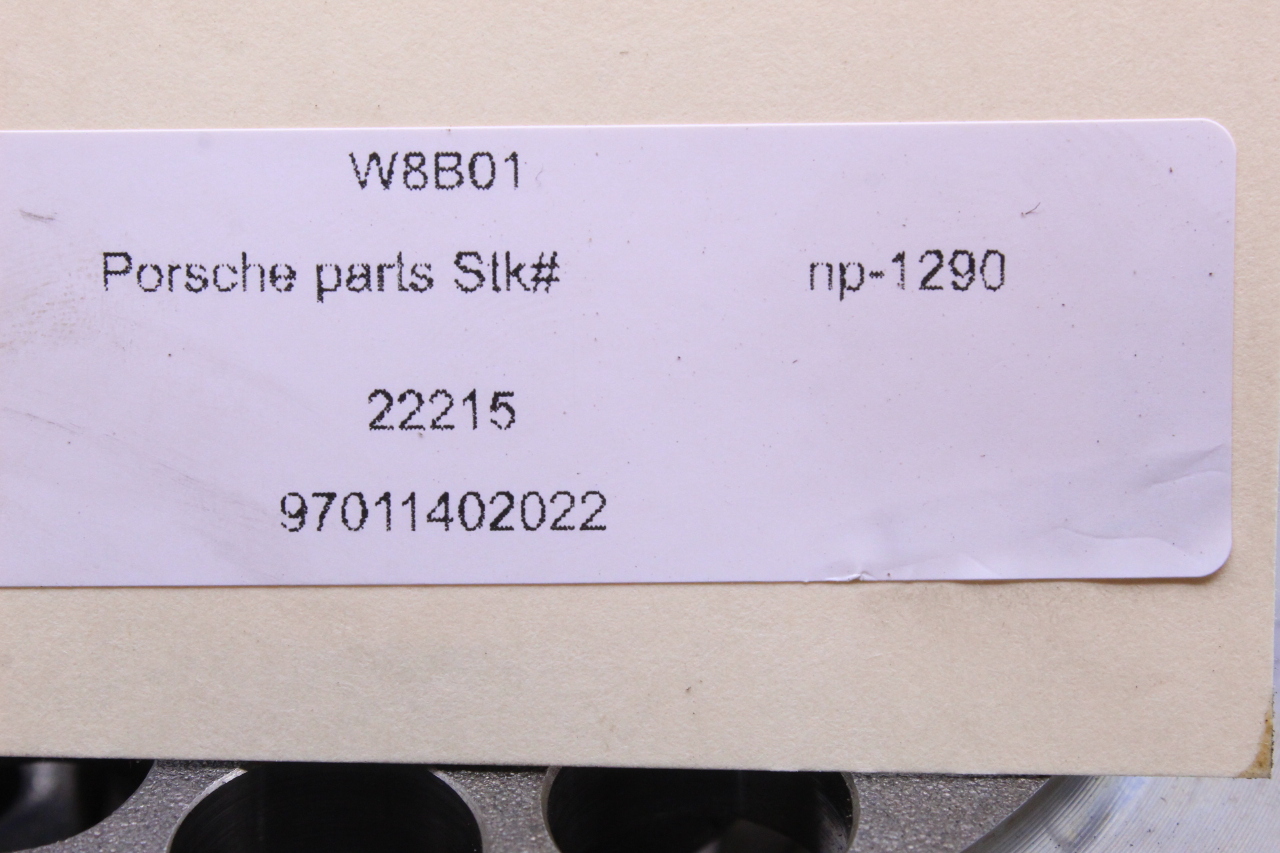 W8B01
Porsche parts Stk# np-1290
22215
97011402022